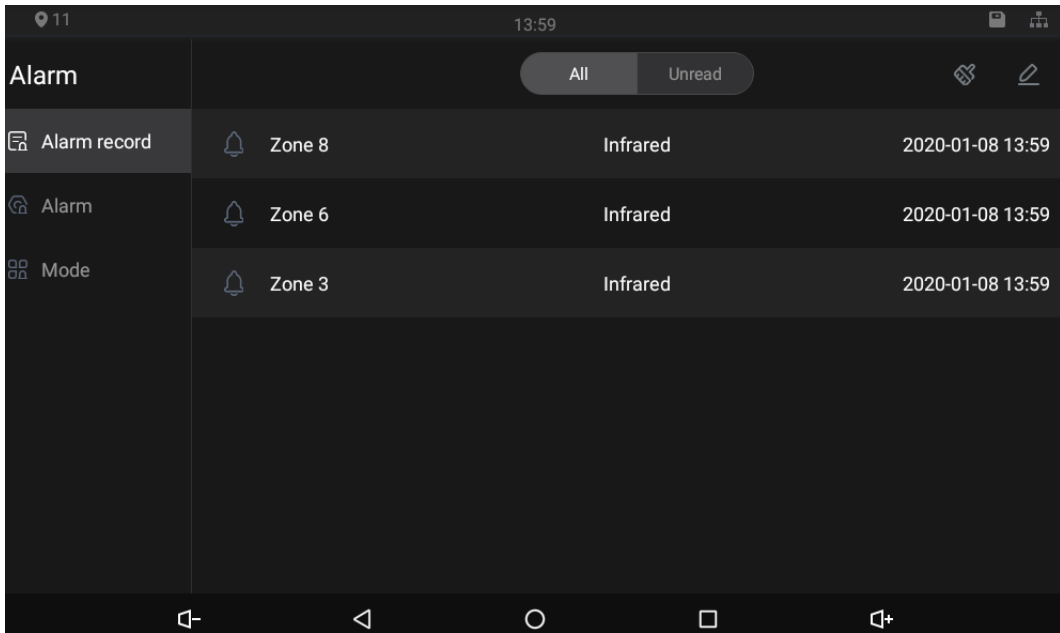 11
13:59
Alarm
All Unread
Alarm record
Zone 8 Infrared 2020-01-08 13:59
Alarm
Zone 6 Infrared 2020-01-08 13:59
Mode
Zone 3 Infrared 2020-01-08 13:59